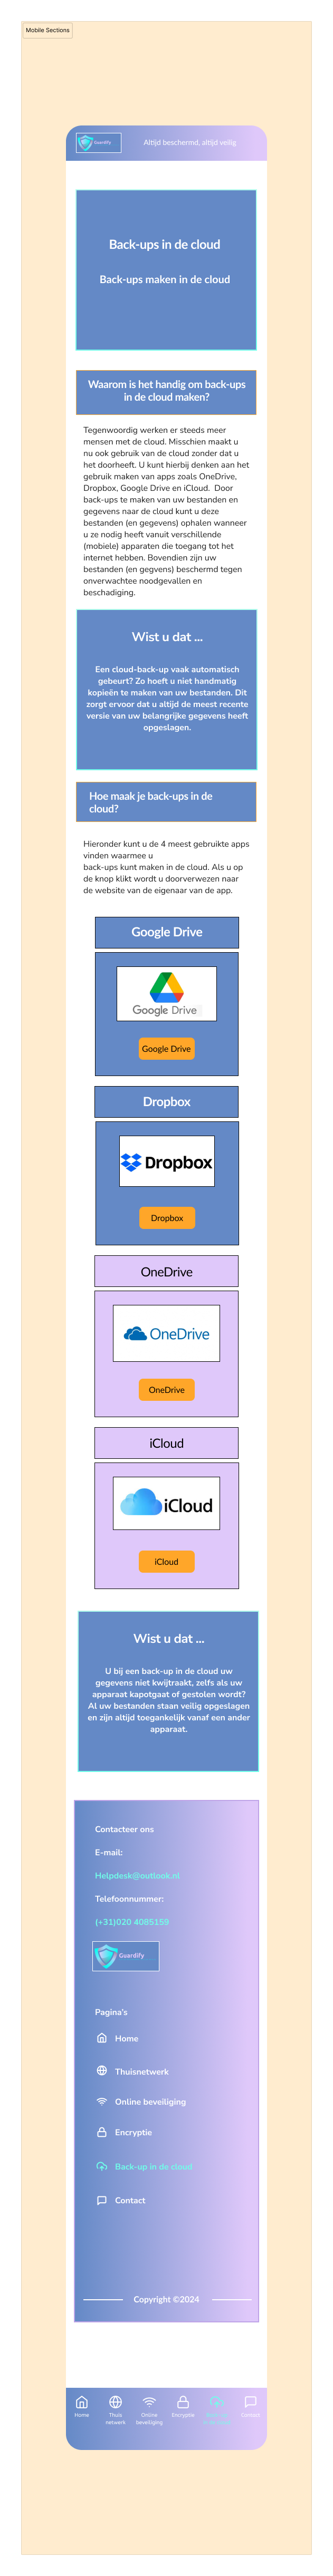 Mobile Sections
Guardify
Altijd beschermd, altijd veilig
Back-ups in de cloud
Back-ups maken in de cloud
Waarom is het handig om back-ups
in de cloud maken?
Tegenwoordig werken er steeds meer
mensen met de cloud. Misschien maakt u
nu ook gebruik van de cloud zonder dat u
het doorheeft. U kunt hierbij denken aan het
gebruik maken van apps zoals OneDrive,
Dropbox, Google Drive en iCloud. Door
back-ups te maken van uw bestanden en
gegevens naar de cloud kunt u deze
bestanden (en gegevens) ophalen wanneer
u ze nodig heeft vanuit verschillende
(mobiele) apparaten die toegang tot het
internet hebben. Bovendien zijn uw
bestanden (en gegvens) beschermd tegen
onverwachtee noodgevallen en
beschadiging.
Wist u dat ...
Een cloud-back-up vaak automatisch
gebeurt? Zo hoeft u niet handmatig
kopieën te maken van uw bestanden. Dit
zorgt ervoor dat u altijd de meest recente
versie van uw belangrijke gegevens heeft
opgeslagen.
Hoe maak je back-ups in de
cloud?
Hieronder kunt u de 4 meest gebruikte apps
vinden waarmee u
back-ups kunt maken in de cloud. Als u op
de knop klikt wordt u doorverwezen naar
de website van de eigenaar van de app.
Google Drive
Google Drive
Google Drive
Dropbox
Dropbox
Dropbox
OneDrive
OneDrive
OneDrive
iCloud
iCloud
iCloud
Wist u dat ...
U bij een back-up in de cloud uw
gegevens niet kwijtraakt, zelfs als uw
apparaat kapotgaat of gestolen wordt?
Al uw bestanden staan veilig opgeslagen
en zijn altijd toegankelijk vanaf een ander
apparaat.
Contacteer ons
E-mail:
Helpdesk@outlook.nl
Telefoonnummer:
(+31)020 4085159
Guardify
Pagina's
Home
Thuisnetwerk
Online beveiliging
Encryptie
Back-up in de cloud
Contact
Copyright ©2024
Home
Thuis
netwerk
Online
beveiliging
Encryptie
Contact